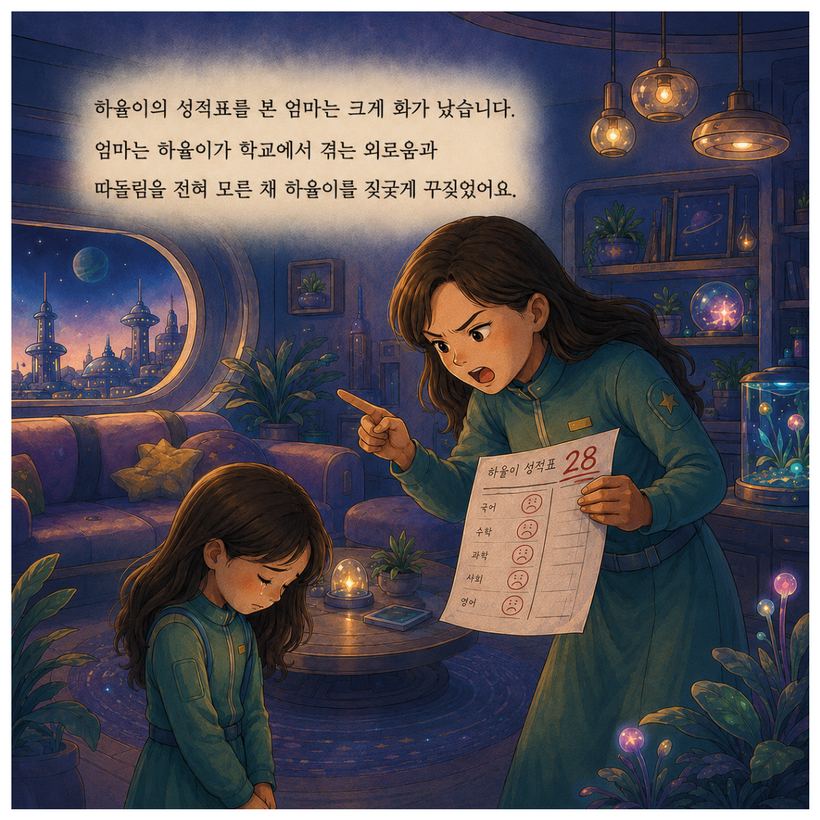 하율이의 성적표를 본 엄마는 크게 화가 났습니다.
엄마는 하율이가 학교에서 겪는 외로움과
따돌림을 전혀 모른 채 하율이를 짖궂게 꾸짖었어요.
하율이 성적표 28
국어
수학
과학
사회
영어